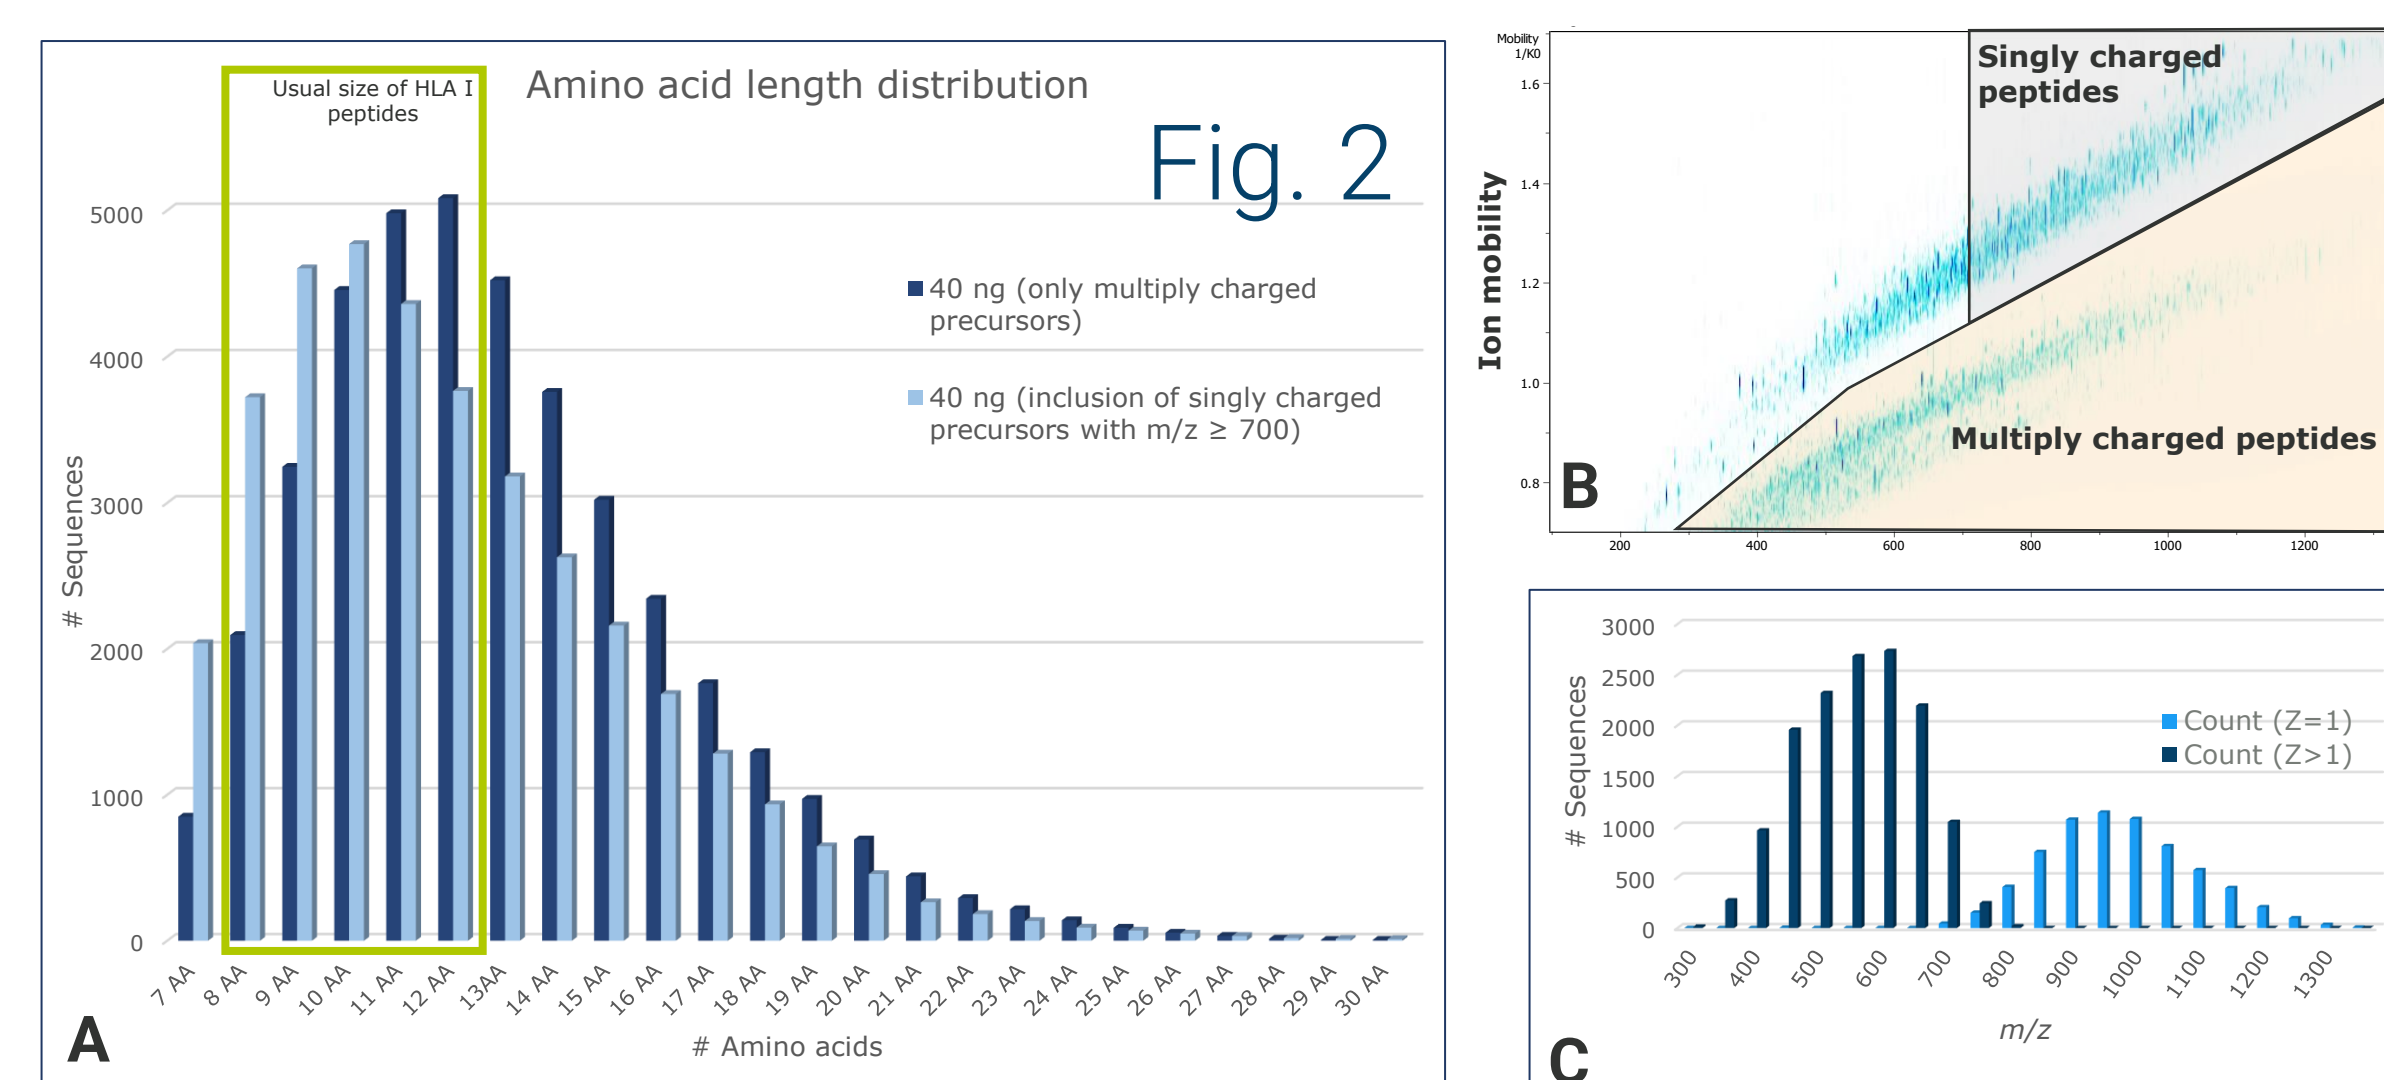 Usual size of HLA I
peptides
Amino acid length distribution
Fig. 2
5000
4000
3000
2000
1000
0
# Sequences
40 ng (only multiply charged
precursors)
40 ng (inclusion of singly charged
precursors with m/z ≥ 700)
7 AA
8 AA
9 AA
10 AA
11 AA
12 AA
13AA
14 AA
15 AA
16 AA
17 AA
18 AA
19 AA
20 AA
21 AA
22 AA
23 AA
24 AA
25 AA
26 AA
27 AA
28 AA
29 AA
30 AA
# Amino acids
A
Mobility
1/K0
1.6
1.4
1.2
1.0
0.8
Ion mobility
Singly charged
peptides
Multiply charged peptides
B
200
400
600
800
1000
1200
3000
2500
2000
1500
1000
500
0
# Sequences
Count (Z=1)
Count (Z>1)
300
400
500
600
700
800
900
1000
1100
1200
1300
m/z
C